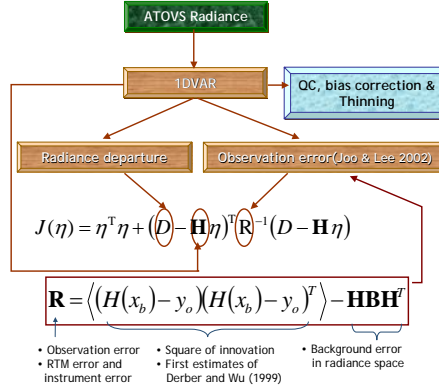 ATOVS Radiance
1DVAR
QC, bias correction &
Thinning
Radiance departure
Observation error(Joo & Lee 2002)
J(η) = ηᵀη + (D − Hη)ᵀ R⁻¹ (D − Hη)
R = ⟨(H(x_b) − y_o)(H(x_b) − y_o)ᵀ⟩ − HBHᵀ
• Observation error
• RTM error and
instrument error
• Square of innovation
• First estimates of
Derber and Wu (1999)
• Background error
in radiance space